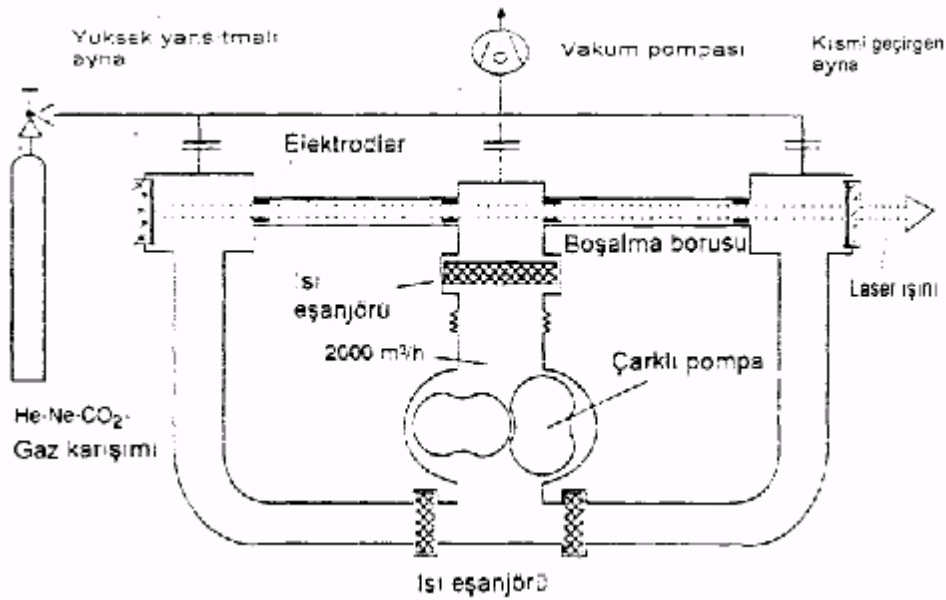 Yuksek yansıtmalı
ayna
Vakum pompası
Kısmi geçirgen
ayna
Elektrodlar
Boşalma borusu
Laser ışını
Isı
eşanjörü
2000 m³/h
Çarklı pompa
He-Ne-CO₂-
Gaz karışımı
Isı eşanjörü